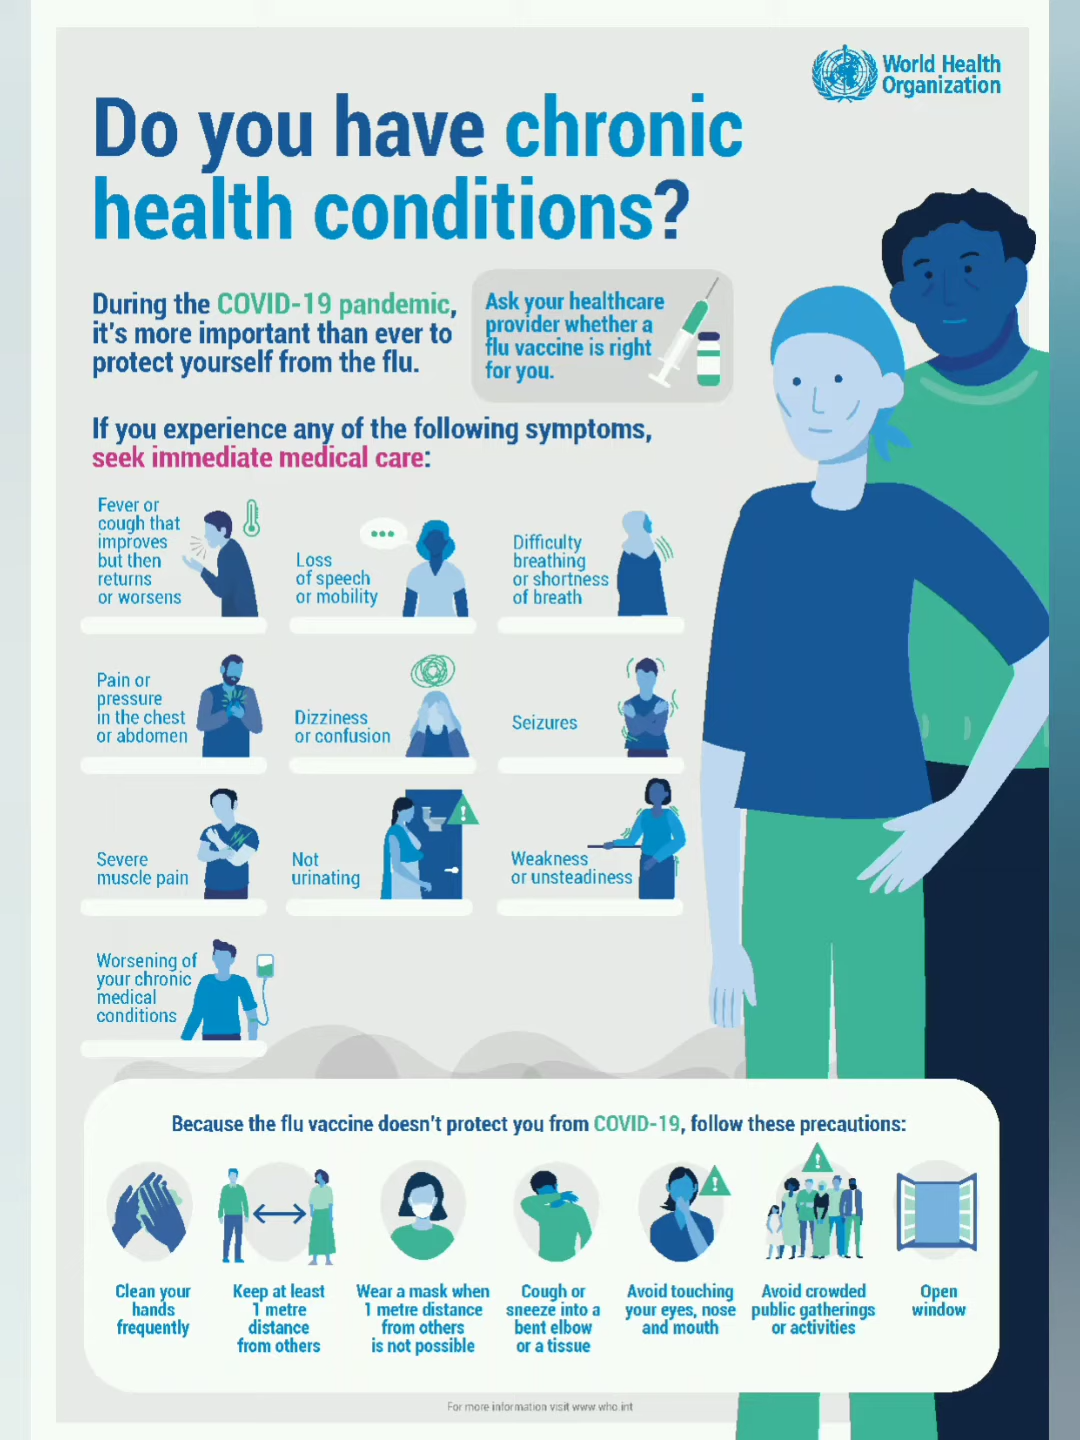 World Health
Organization
Do you have chronic
health conditions?
During the COVID-19 pandemic,
it's more important than ever to
protect yourself from the flu.
Ask your healthcare
provider whether a
flu vaccine is right
for you.
If you experience any of the following symptoms,
seek immediate medical care:
Fever or
cough that
improves
but then
returns
or worsens
Loss
of speech
or mobility
Difficulty
breathing
or shortness
of breath
Pain or
pressure
in the chest
or abdomen
Dizziness
or confusion
Seizures
Severe
muscle pain
Not
urinating
Weakness
or unsteadiness
Worsening of
your chronic
medical
conditions
Because the flu vaccine doesn't protect you from COVID-19, follow these precautions:
Clean your
hands
frequently
Keep at least
1 metre
distance
from others
Wear a mask when
1 metre distance
from others
is not possible
Cough or
sneeze into a
bent elbow
or a tissue
Avoid touching
your eyes, nose
and mouth
Avoid crowded
public gatherings
or activities
Open
window
For more information visit www.who.int